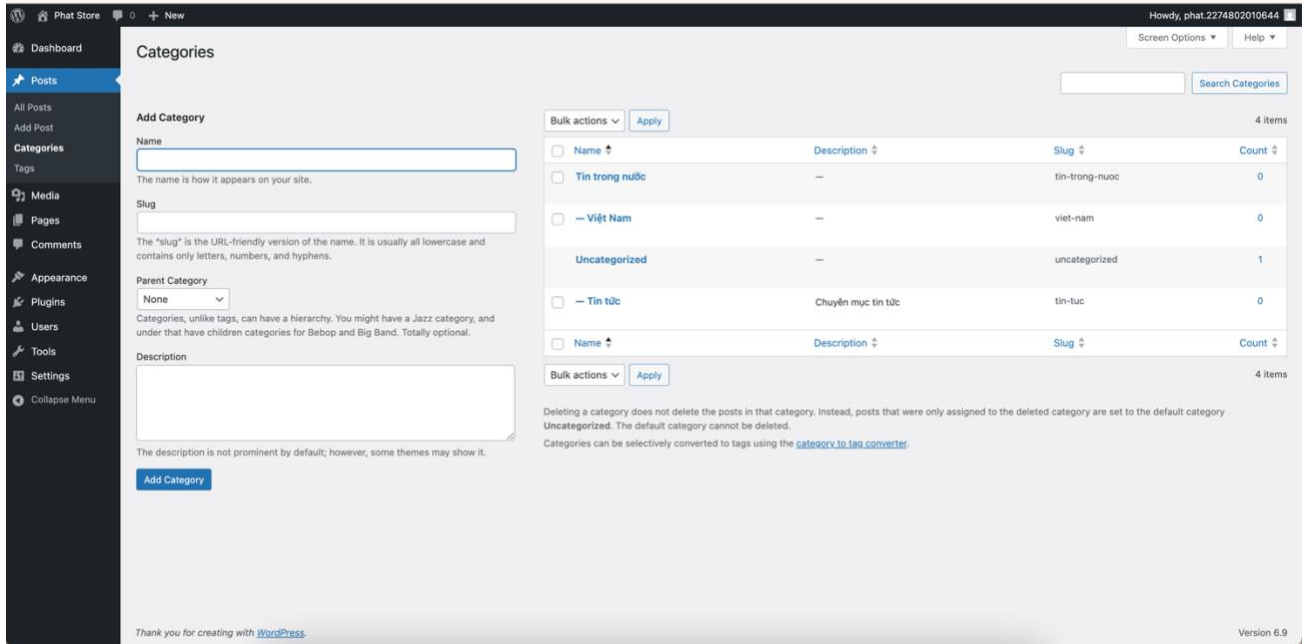 Phat Store 0 New
Howdy, phat.2274802010644
Dashboard
Posts
All Posts
Add Post
Categories
Tags
Media
Pages
Comments
Appearance
Plugins
Users
Tools
Settings
Collapse Menu
Screen Options
Help
Categories
Search Categories
Add Category
Name
The name is how it appears on your site.
Slug
The "slug" is the URL-friendly version of the name. It is usually all lowercase and
contains only letters, numbers, and hyphens.
Parent Category
None
Categories, unlike tags, can have a hierarchy. You might have a Jazz category, and
under that have children categories for Bebop and Big Band. Totally optional.
Description
The description is not prominent by default; however, some themes may show it.
Add Category
Bulk actions Apply 4 items
Name Description Slug Count
Tin trong nước — tin-trong-nuoc 0
— Việt Nam — viet-nam 0
Uncategorized — uncategorized 1
— Tin tức Chuyên mục tin tức tin-tuc 0
Name Description Slug Count
Bulk actions Apply 4 items
Deleting a category does not delete the posts in that category. Instead, posts that were only assigned to the deleted category are set to the default category
Uncategorized. The default category cannot be deleted.
Categories can be selectively converted to tags using the category to tag converter.
Thank you for creating with WordPress.
Version 6.9